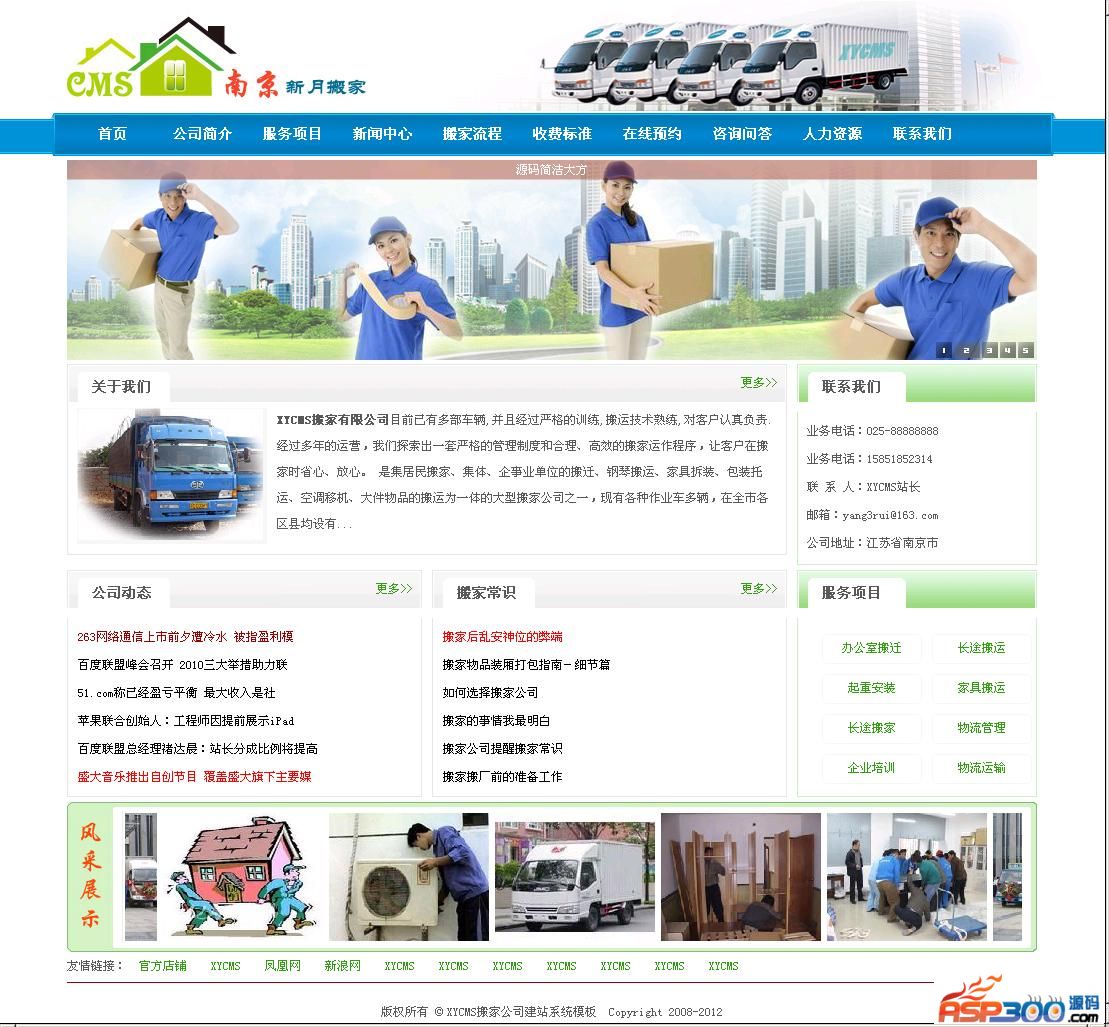 CMS 南京新月搬家
XYCMS
首页 公司简介 服务项目 新闻中心 搬家流程 收费标准 在线预约 咨询问答 人力资源 联系我们
源码简洁大方
1 2 3 4 5
关于我们 更多>>
XYCMS搬家有限公司目前已有多部车辆,并且经过严格的训练,搬运技术熟练,对客户认真负责.
经过多年的运营，我们探索出一套严格的管理制度和合理、高效的搬家运作程序，让客户在搬
家时省心、放心。 是集居民搬家、集体、企事业单位的搬迁、钢琴搬运、家具拆装、包装托
运、空调移机、大件物品的搬运为一体的大型搬家公司之一，现有各种作业车多辆，在全市各
区县均设有...
联系我们
业务电话：025-88888888
业务电话：15851852314
联 系 人：XYCMS站长
邮箱：yang3rui@163.com
公司地址：江苏省南京市
公司动态 更多>>
263网络通信上市前夕遭冷水 被指盈利模
百度联盟峰会召开 2010三大举措助力联
51.com称已经盈亏平衡 最大收入是社
苹果联合创始人：工程师因提前展示iPad
百度联盟总经理褚达晨：站长分成比例将提高
盛大音乐推出自创节目 覆盖盛大旗下主要媒
搬家常识 更多>>
搬家后乱安神位的弊端
搬家物品装厢打包指南－细节篇
如何选择搬家公司
搬家的事情我最明白
搬家公司提醒搬家常识
搬家搬厂前的准备工作
服务项目
办公室搬迁 长途搬运
起重安装 家具搬运
长途搬家 物流管理
企业培训 物流运输
风采展示
友情链接： 官方店铺 XYCMS 凤凰网 新浪网 XYCMS XYCMS XYCMS XYCMS XYCMS XYCMS XYCMS
版权所有 © XYCMS搬家公司建站系统模板 Copyright 2008-2012
ASP300源码
.com